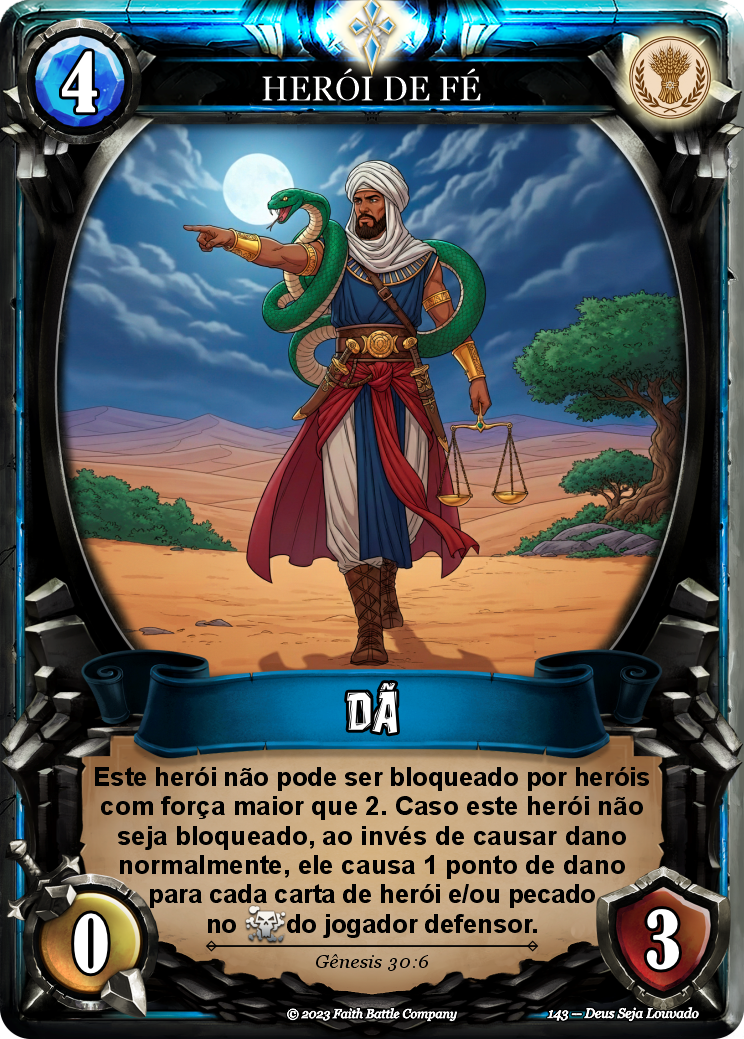 4
HERÓI DE FÉ
DÃ
Este herói não pode ser bloqueado por heróis
com força maior que 2. Caso este herói não
seja bloqueado, ao invés de causar dano
normalmente, ele causa 1 ponto de dano
para cada carta de herói e/ou pecado
no do jogador defensor.
0
3
Gênesis 30:6
© 2023 Faith Battle Company
143 – Deus Seja Louvado